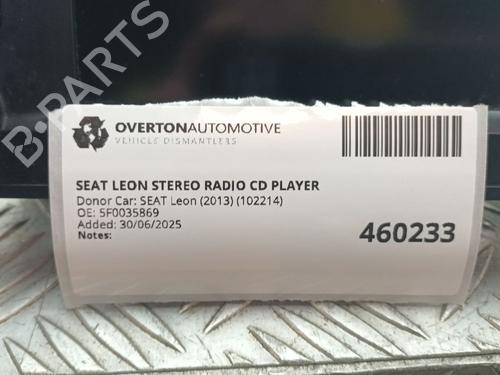 B-PARTS
OVERTONAUTOMOTIVE
VEHICLE DISMANTLERS
SEAT LEON STEREO RADIO CD PLAYER
Donor Car: SEAT Leon (2013) (102214)
OE: 5F0035869
Added: 30/06/2025
Notes:
460233